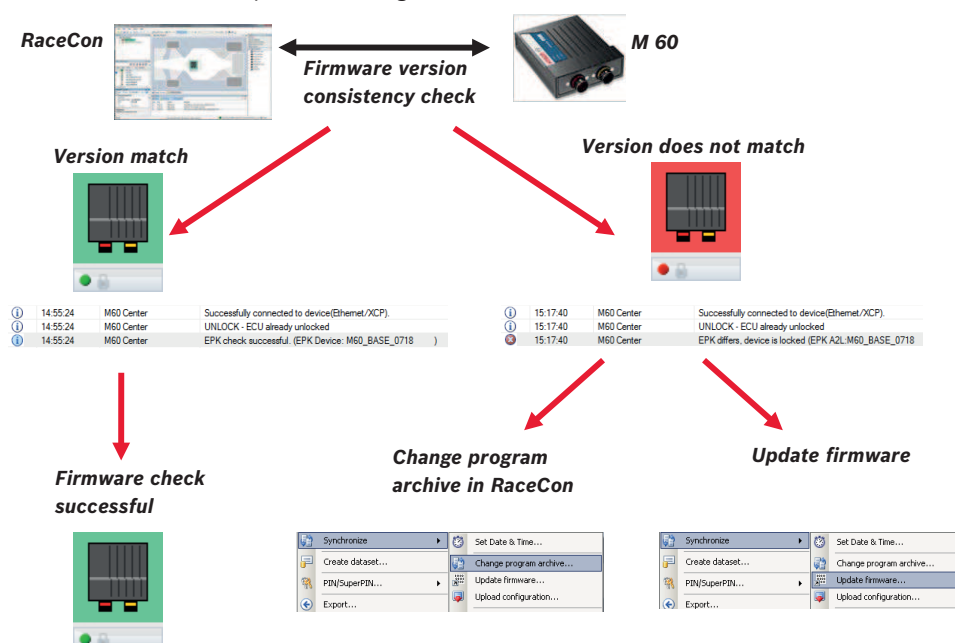 RaceCon
M 60
Firmware version
consistency check
Version match
Version does not match
14:55:24 M60 Center Successfully connected to device(Ethernet/XCP).
14:55:24 M60 Center UNLOCK - ECU already unlocked
14:55:24 M60 Center EPK check successful. (EPK Device: M60_BASE_0718 )
15:17:40 M60 Center Successfully connected to device(Ethernet/XCP).
15:17:40 M60 Center UNLOCK - ECU already unlocked
15:17:40 M60 Center EPK differs, device is locked (EPK A2L:M60_BASE_0718
Firmware check
successful
Change program
archive in RaceCon
Update firmware
Synchronize
Create dataset...
PIN/SuperPIN...
Export...
Set Date & Time...
Change program archive...
Update firmware...
Upload configuration...
Synchronize
Create dataset...
PIN/SuperPIN...
Export...
Set Date & Time...
Change program archive...
Update firmware...
Upload configuration...